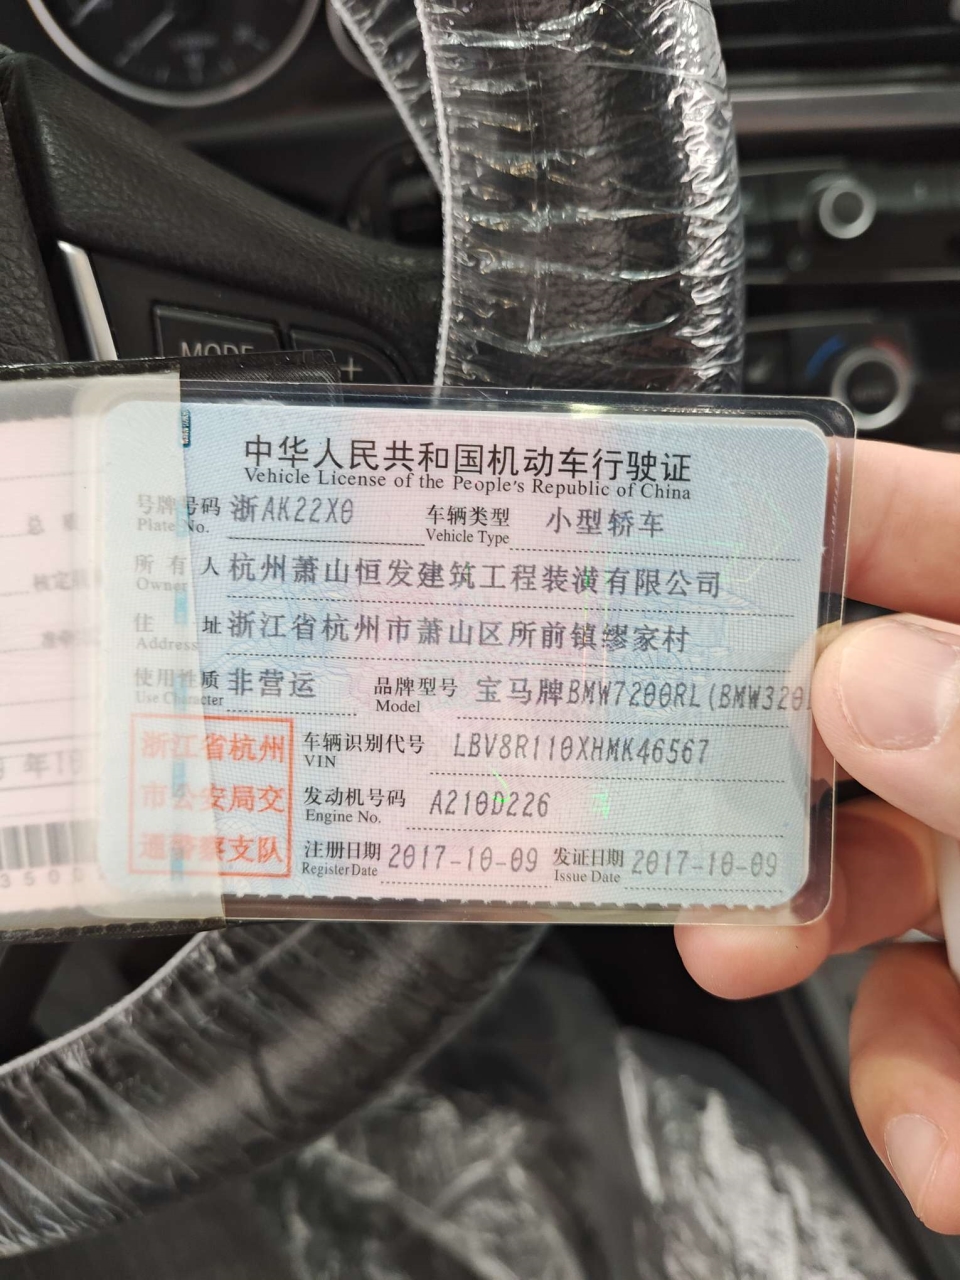 MODE
+
中华人民共和国机动车行驶证
Vehicle License of the People's Republic of China
号牌号码 浙AK22X0 车辆类型 小型轿车
Plate No. Vehicle Type
所有人 杭州萧山恒发建筑工程装潢有限公司
Owner
住址 浙江省杭州市萧山区所前镇缪家村
Address
使用性质 非营运 品牌型号 宝马牌BMW7200RL(BMW320
Use Character Model
浙江省杭州
市公安局交
通警察支队
车辆识别代号 LBV8R110XHMK46567
VIN
发动机号码 A210D226
Engine No.
注册日期 2017-10-09 发证日期 2017-10-09
Register Date Issue Date